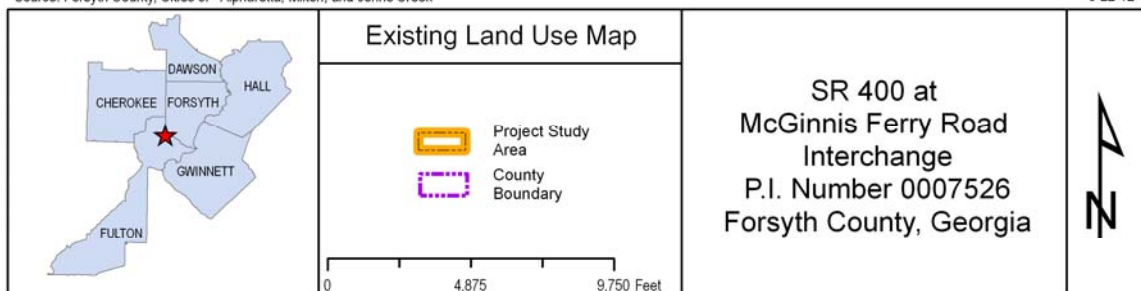 Existing Land Use Map
DAWSON
HALL
CHEROKEE
FORSYTH
GWINNETT
FULTON
Project Study
Area
County
Boundary
0 4,875 9,750 Feet
SR 400 at
McGinnis Ferry Road
Interchange
P.I. Number 0007526
Forsyth County, Georgia
N